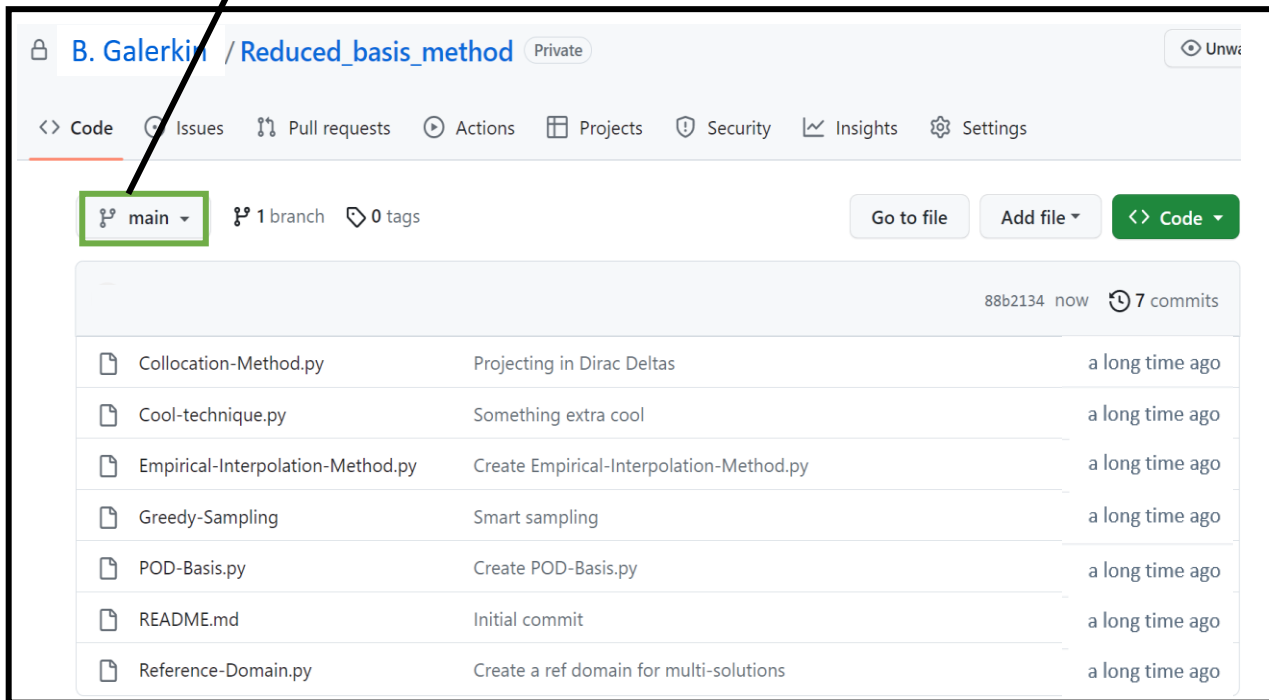 B. Galerkin / Reduced_basis_method Private Unwa
Code Issues Pull requests Actions Projects Security Insights Settings
main 1 branch 0 tags Go to file Add file Code
88b2134 now 7 commits
Collocation-Method.py Projecting in Dirac Deltas a long time ago
Cool-technique.py Something extra cool a long time ago
Empirical-Interpolation-Method.py Create Empirical-Interpolation-Method.py a long time ago
Greedy-Sampling Smart sampling a long time ago
POD-Basis.py Create POD-Basis.py a long time ago
README.md Initial commit a long time ago
Reference-Domain.py Create a ref domain for multi-solutions a long time ago